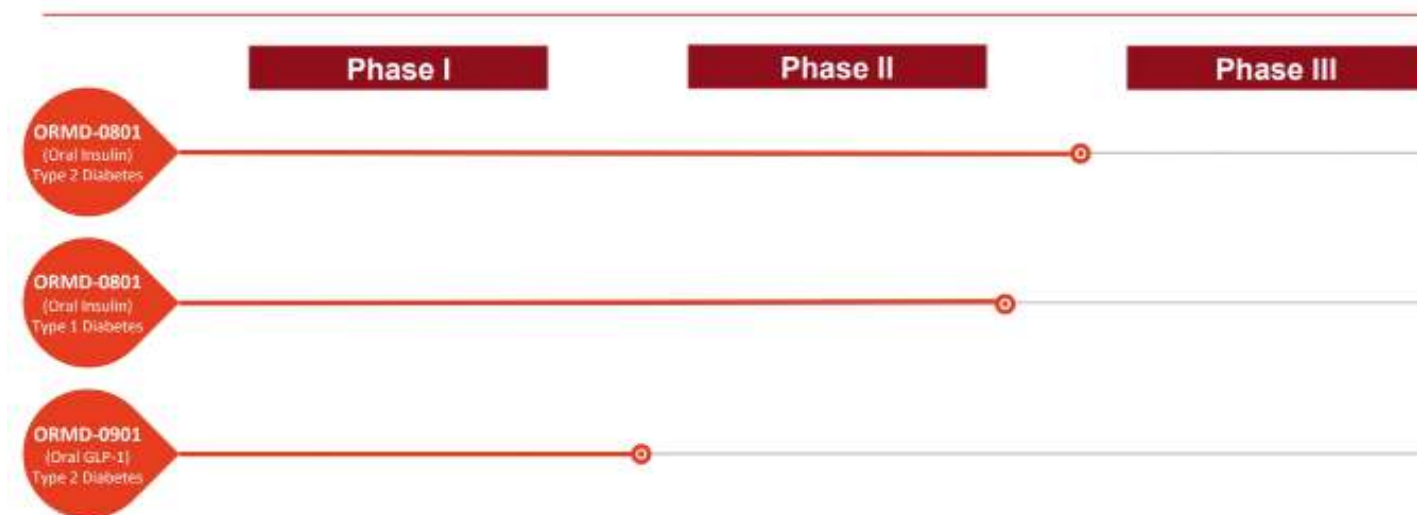 Phase I
Phase II
Phase III
ORMD-0801
(Oral Insulin)
Type 2 Diabetes
ORMD-0801
(Oral Insulin)
Type 1 Diabetes
ORMD-0901
(Oral GLP-1)
Type 2 Diabetes